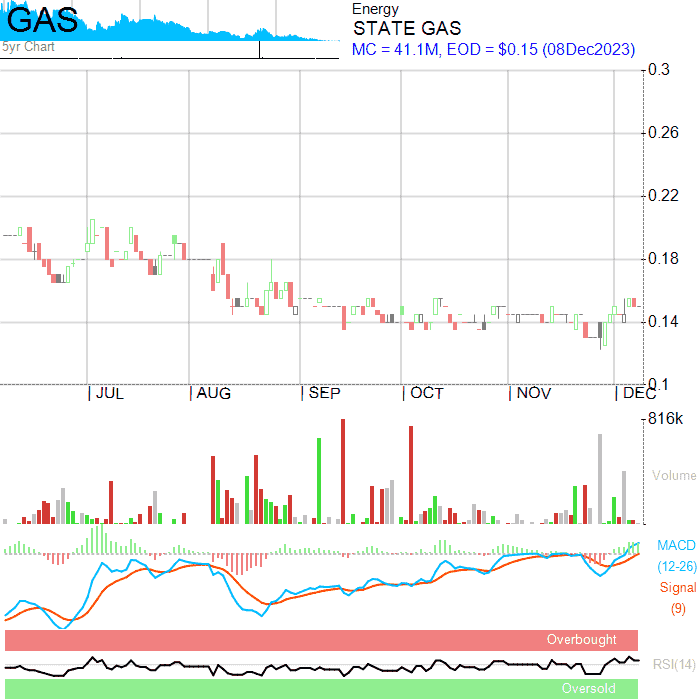 GAS
5yr Chart
Energy
STATE GAS
MC = 41.1M, EOD = $0.15 (08Dec2023)
0.3
0.26
0.22
0.18
0.14
0.1
JUL AUG SEP OCT NOV DEC
816k
Volume
MACD
(12-26)
Signal
(9)
Overbought
RSI(14)
Oversold